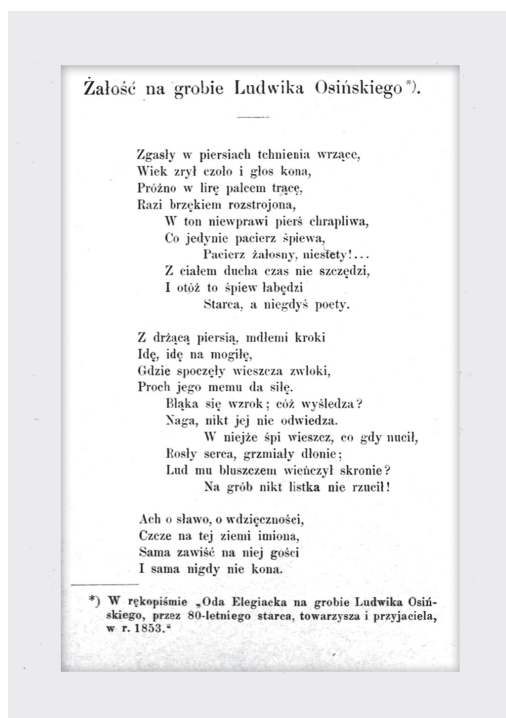 Żałość na grobie Ludwika Osińskiego*).
Zgasły w piersiach tchnienia wrzące,
Wiek zrył czoło i głos kona,
Próżno w lirę palcem trącę,
Razi brzękiem rozstrojona,
W ton niewprawi pierś chrapliwa,
Co jedynie pacierz śpiewa,
Pacierz żałosny, niestety!...
Z ciałem ducha czas nie szczędzi,
I otóż to śpiew łabędzi
Starca, a niegdyś poety.
Z drżącą piersią, mdłemi kroki
Idę, idę na mogiłę,
Gdzie spoczęły wieszcza zwłoki,
Proch jego memu da siłę.
Błąka się wzrok; cóż wyśledza?
Naga, nikt jej nie odwiedza.
W niejże śpi wieszcz, co gdy nucił,
Rosły serca, grzmiały dłonie;
Lud mu bluszczem wieńczył skronie?
Na grób nikt listka nie rzucił!
Ach o sławo, o wdzięczności,
Czcze na tej ziemi imiona,
Sama zawiść na niej gości
I sama nigdy nie kona.
*) W rękopiśmie „Oda Elegiacka na grobie Ludwika Osiń-
skiego, przez 80-letniego starca, towarzysza i przyjaciela,
w r. 1853.“